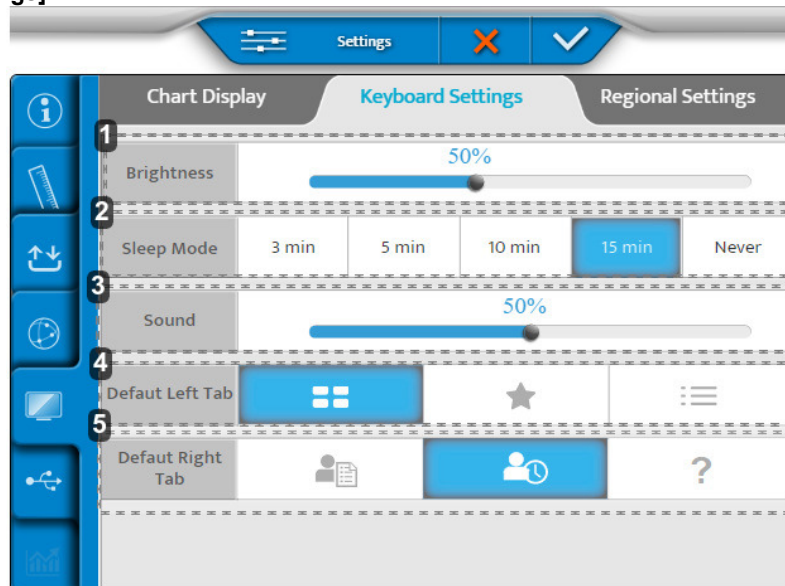 Settings
Chart Display Keyboard Settings Regional Settings
1
Brightness 50%
2
Sleep Mode 3 min 5 min 10 min 15 min Never
3
Sound 50%
4
Defaut Left Tab
5
Defaut Right
Tab ?